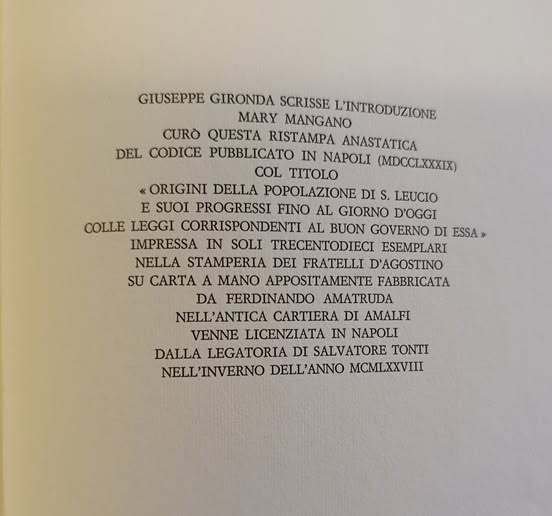 GIUSEPPE GIRONDA SCRISSE L'INTRODUZIONE
MARY MANGANO
CURÒ QUESTA RISTAMPA ANASTATICA
DEL CODICE PUBBLICATO IN NAPOLI (MDCCLXXXIX)
COL TITOLO
« ORIGINI DELLA POPOLAZIONE DI S. LEUCIO
E SUOI PROGRESSI FINO AL GIORNO D'OGGI
COLLE LEGGI CORRISPONDENTI AL BUON GOVERNO DI ESSA »
IMPRESSA IN SOLI TRECENTODIECI ESEMPLARI
NELLA STAMPERIA DEI FRATELLI D'AGOSTINO
SU CARTA A MANO APPOSITAMENTE FABBRICATA
DA FERDINANDO AMATRUDA
NELL'ANTICA CARTIERA DI AMALFI
VENNE LICENZIATA IN NAPOLI
DALLA LEGATORIA DI SALVATORE TONTI
NELL'INVERNO DELL'ANNO MCMLXXVIII